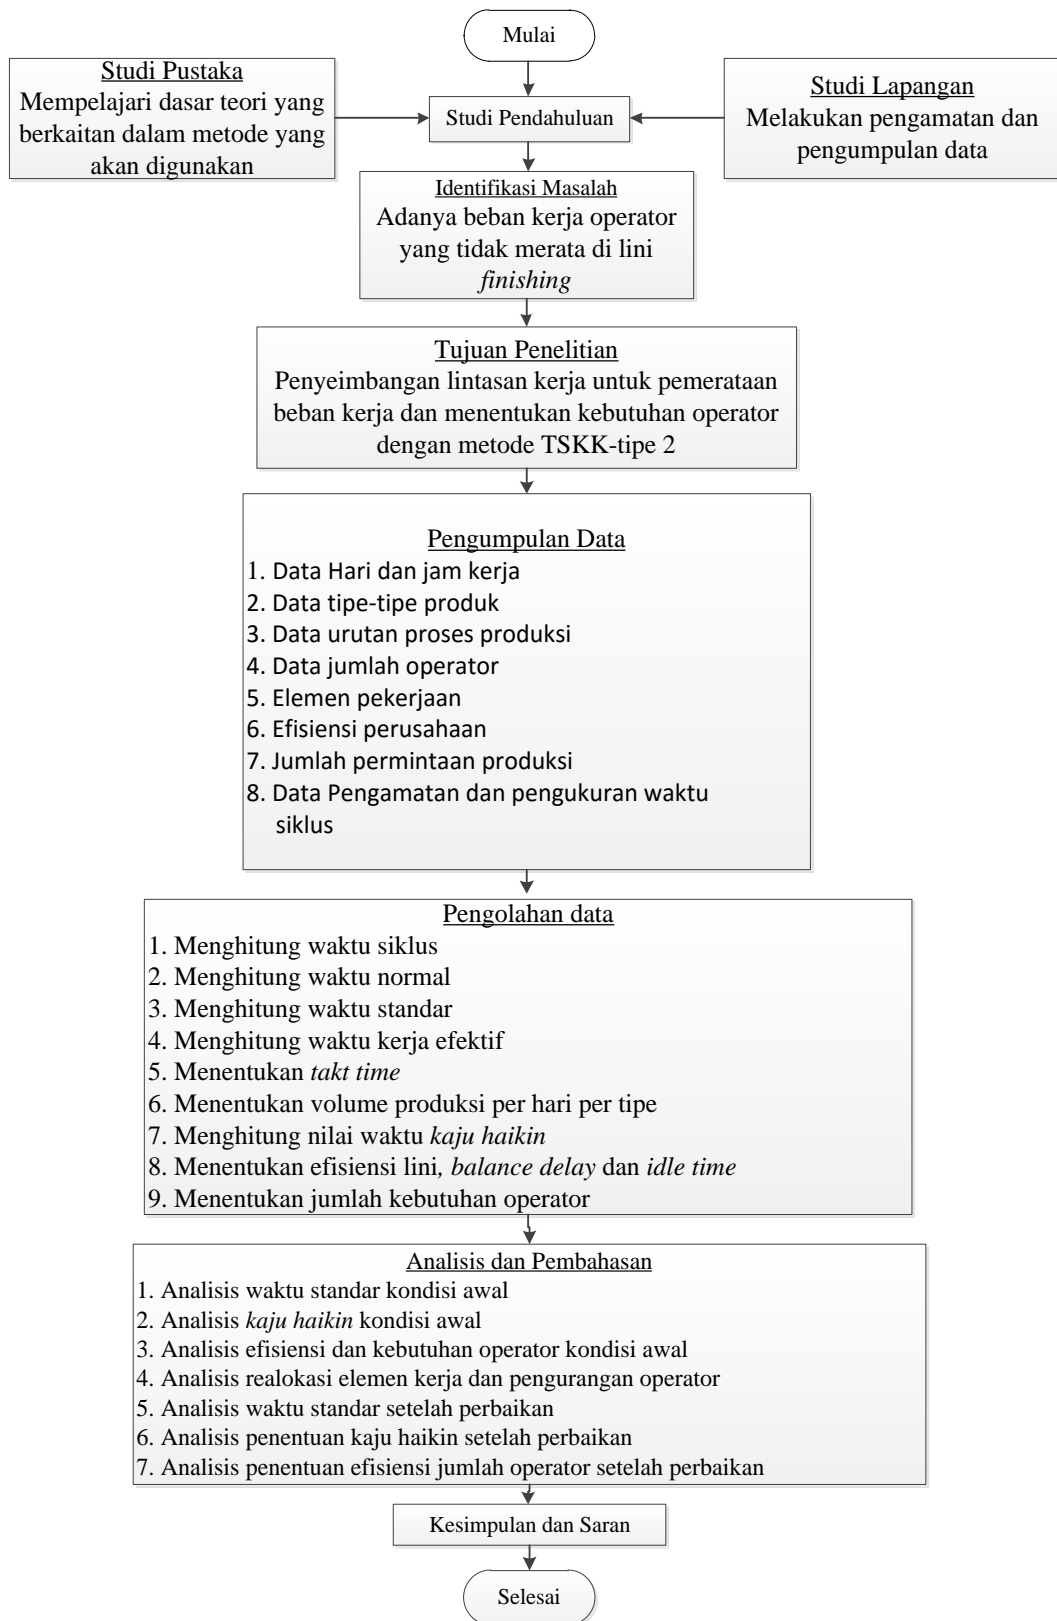 Mulai
Studi Pustaka
Mempelajari dasar teori yang
berkaitan dalam metode yang
akan digunakan
Studi Pendahuluan
Studi Lapangan
Melakukan pengamatan dan
pengumpulan data
Identifikasi Masalah
Adanya beban kerja operator
yang tidak merata di lini
finishing
Tujuan Penelitian
Penyeimbangan lintasan kerja untuk pemerataan
beban kerja dan menentukan kebutuhan operator
dengan metode TSKK-tipe 2
Pengumpulan Data
1. Data Hari dan jam kerja
2. Data tipe-tipe produk
3. Data urutan proses produksi
4. Data jumlah operator
5. Elemen pekerjaan
6. Efisiensi perusahaan
7. Jumlah permintaan produksi
8. Data Pengamatan dan pengukuran waktu
siklus
Pengolahan data
1. Menghitung waktu siklus
2. Menghitung waktu normal
3. Menghitung waktu standar
4. Menghitung waktu kerja efektif
5. Menentukan takt time
6. Menentukan volume produksi per hari per tipe
7. Menghitung nilai waktu kaju haikin
8. Menentukan efisiensi lini, balance delay dan idle time
9. Menentukan jumlah kebutuhan operator
Analisis dan Pembahasan
1. Analisis waktu standar kondisi awal
2. Analisis kaju haikin kondisi awal
3. Analisis efisiensi dan kebutuhan operator kondisi awal
4. Analisis realokasi elemen kerja dan pengurangan operator
5. Analisis waktu standar setelah perbaikan
6. Analisis penentuan kaju haikin setelah perbaikan
7. Analisis penentuan efisiensi jumlah operator setelah perbaikan
Kesimpulan dan Saran
Selesai